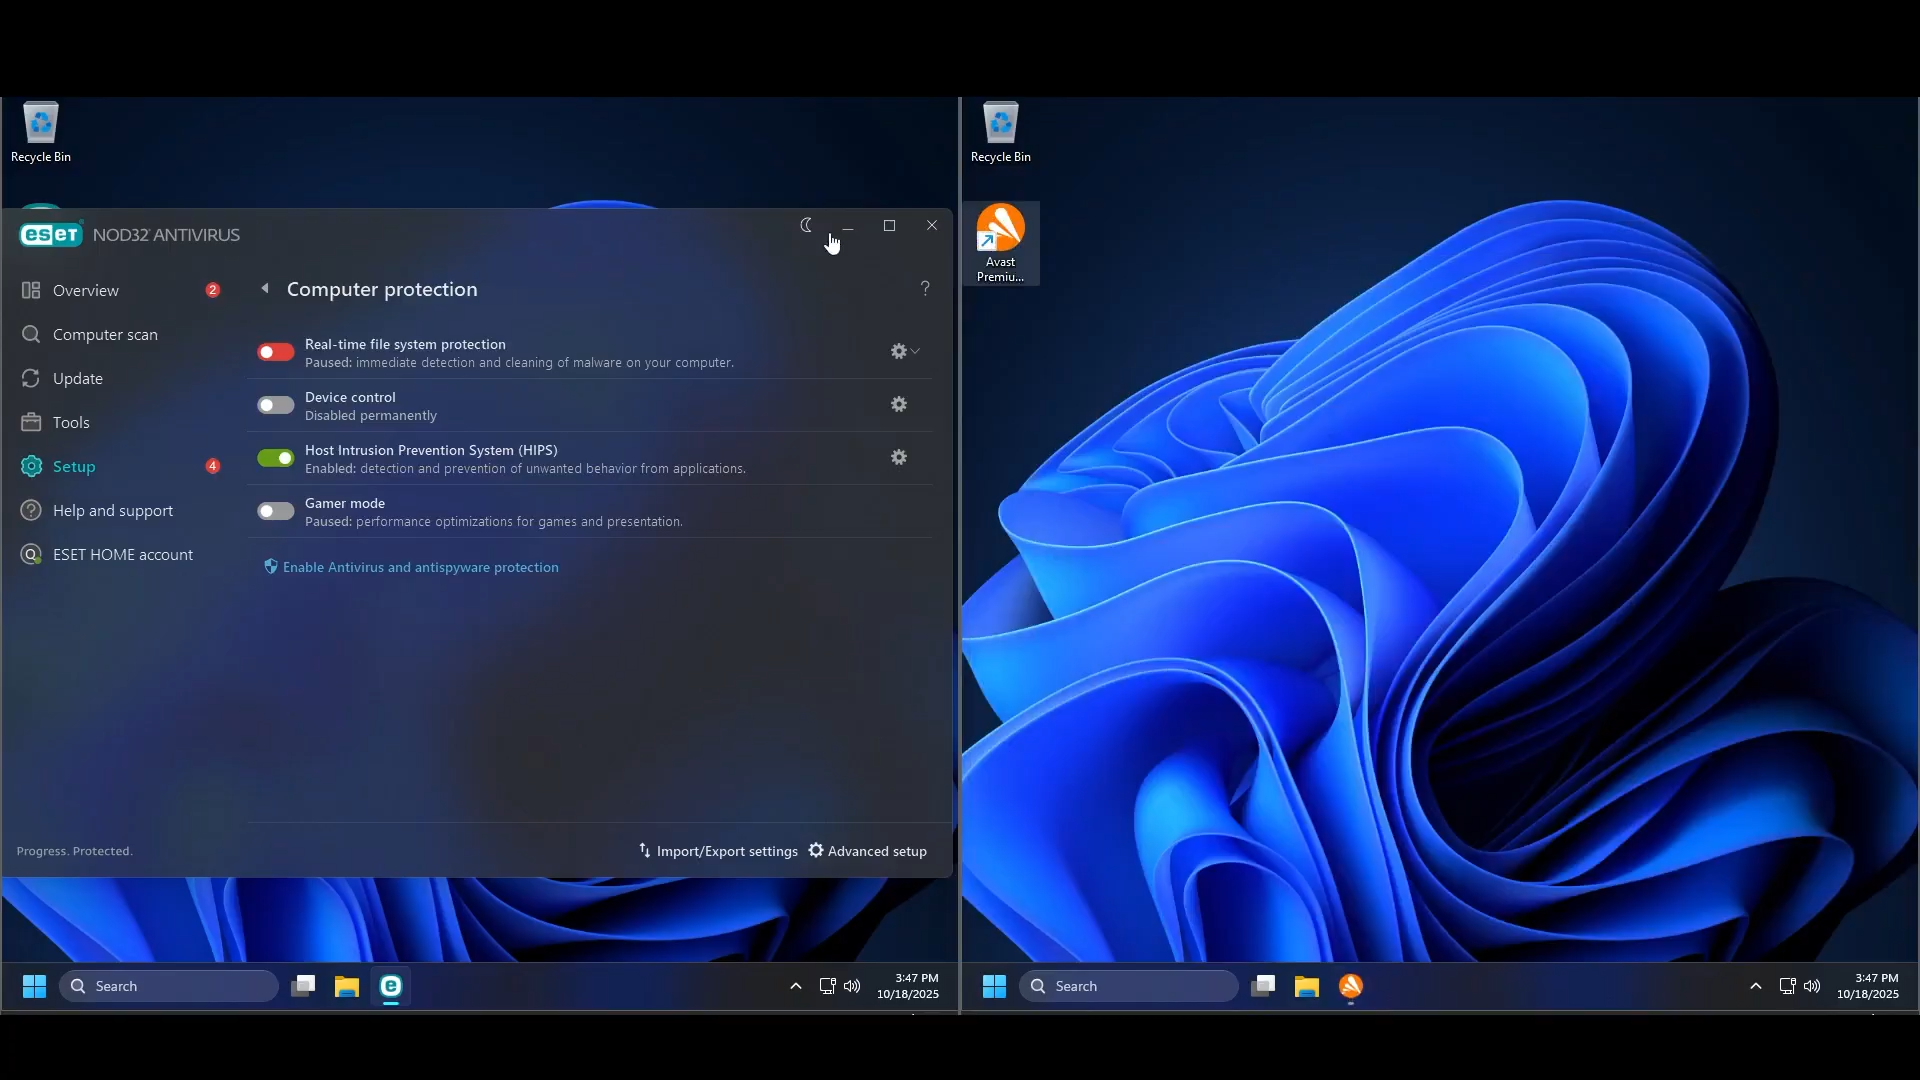 Recycle Bin
eset NOD32 ANTIVIRUS
Overview
2
Computer scan
Update
Tools
Setup
4
Help and support
ESET HOME account
Progress. Protected.
Computer protection
?
Real-time file system protection
Paused: immediate detection and cleaning of malware on your computer.
Device control
Disabled permanently
Host Intrusion Prevention System (HIPS)
Enabled: detection and prevention of unwanted behavior from applications.
Gamer mode
Paused: performance optimizations for games and presentation.
Enable Antivirus and antispyware protection
Import/Export settings
Advanced setup
Search
e
3:47 PM
10/18/2025
Recycle Bin
Avast
Premiu...
Search
3:47 PM
10/18/2025